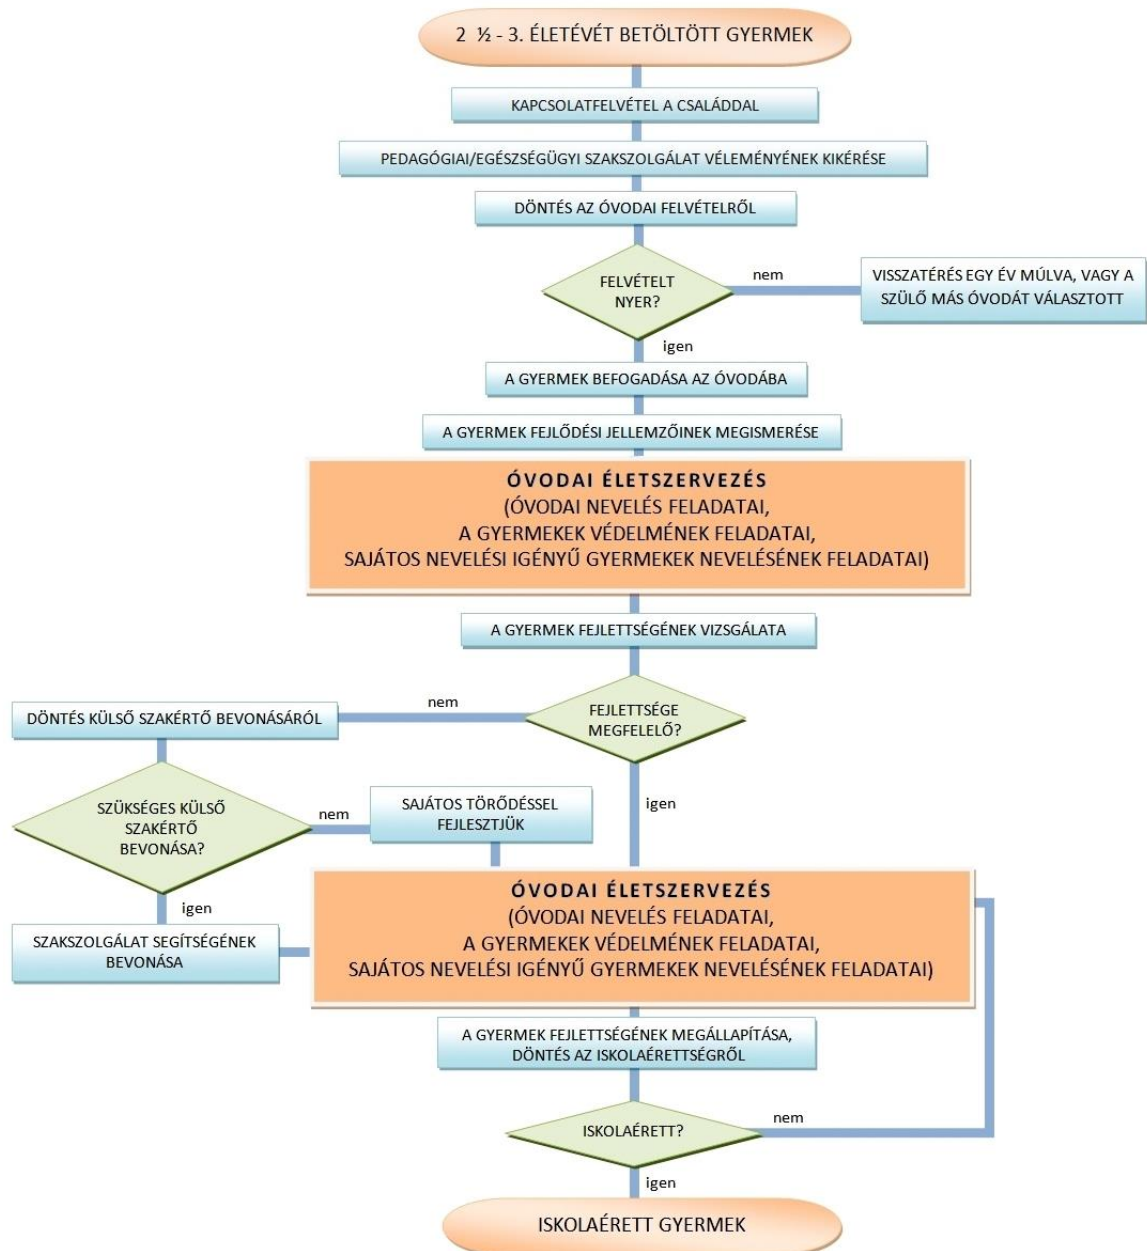 2 ½ - 3. ÉLETÉVÉT BETÖLTÖTT GYERMEK
KAPCSOLATFELVÉTEL A CSALÁDDAL
PEDAGÓGIAI/EGÉSZSÉGÜGYI SZAKSZOLGÁLAT VÉLEMÉNYÉNEK KIKÉRÉSE
DÖNTÉS AZ ÓVODAI FELVÉTELRŐL
FELVÉTELT
NYER?
nem
VISSZATÉRÉS EGY ÉV MÚLVA, VAGY A
SZÜLŐ MÁS ÓVODÁT VÁLASZTOTT
igen
A GYERMEK BEFOGADÁSA AZ ÓVODÁBA
A GYERMEK FEJLŐDÉSI JELLEMZŐINEK MEGISMERÉSE
ÓVODAI ÉLETSZERVEZÉS
(ÓVODAI NEVELÉS FELADATAI,
A GYERMEKEK VÉDELMÉNEK FELADATAI,
SAJÁTOS NEVELÉSI IGÉNYŰ GYERMEKEK NEVELÉSÉNEK FELADATAI)
A GYERMEK FEJLETTSÉGÉNEK VIZSGÁLATA
FEJLETTSÉGE
MEGFELELŐ?
nem
DÖNTÉS KÜLSŐ SZAKÉRTŐ BEVONÁSÁRÓL
SZÜKSÉGES KÜLSŐ
SZAKÉRTŐ
BEVONÁSA?
nem
SAJÁTOS TÖRŐDÉSSEL
FEJLESZTJÜK
igen
igen
SZAKSZOLGÁLAT SEGÍTSÉGÉNEK
BEVONÁSA
ÓVODAI ÉLETSZERVEZÉS
(ÓVODAI NEVELÉS FELADATAI,
A GYERMEKEK VÉDELMÉNEK FELADATAI,
SAJÁTOS NEVELÉSI IGÉNYŰ GYERMEKEK NEVELÉSÉNEK FELADATAI)
A GYERMEK FEJLETTSÉGÉNEK MEGÁLLAPÍTÁSA,
DÖNTÉS AZ ISKOLAÉRETTSÉGRŐL
ISKOLAÉRETT?
nem
igen
ISKOLAÉRETT GYERMEK